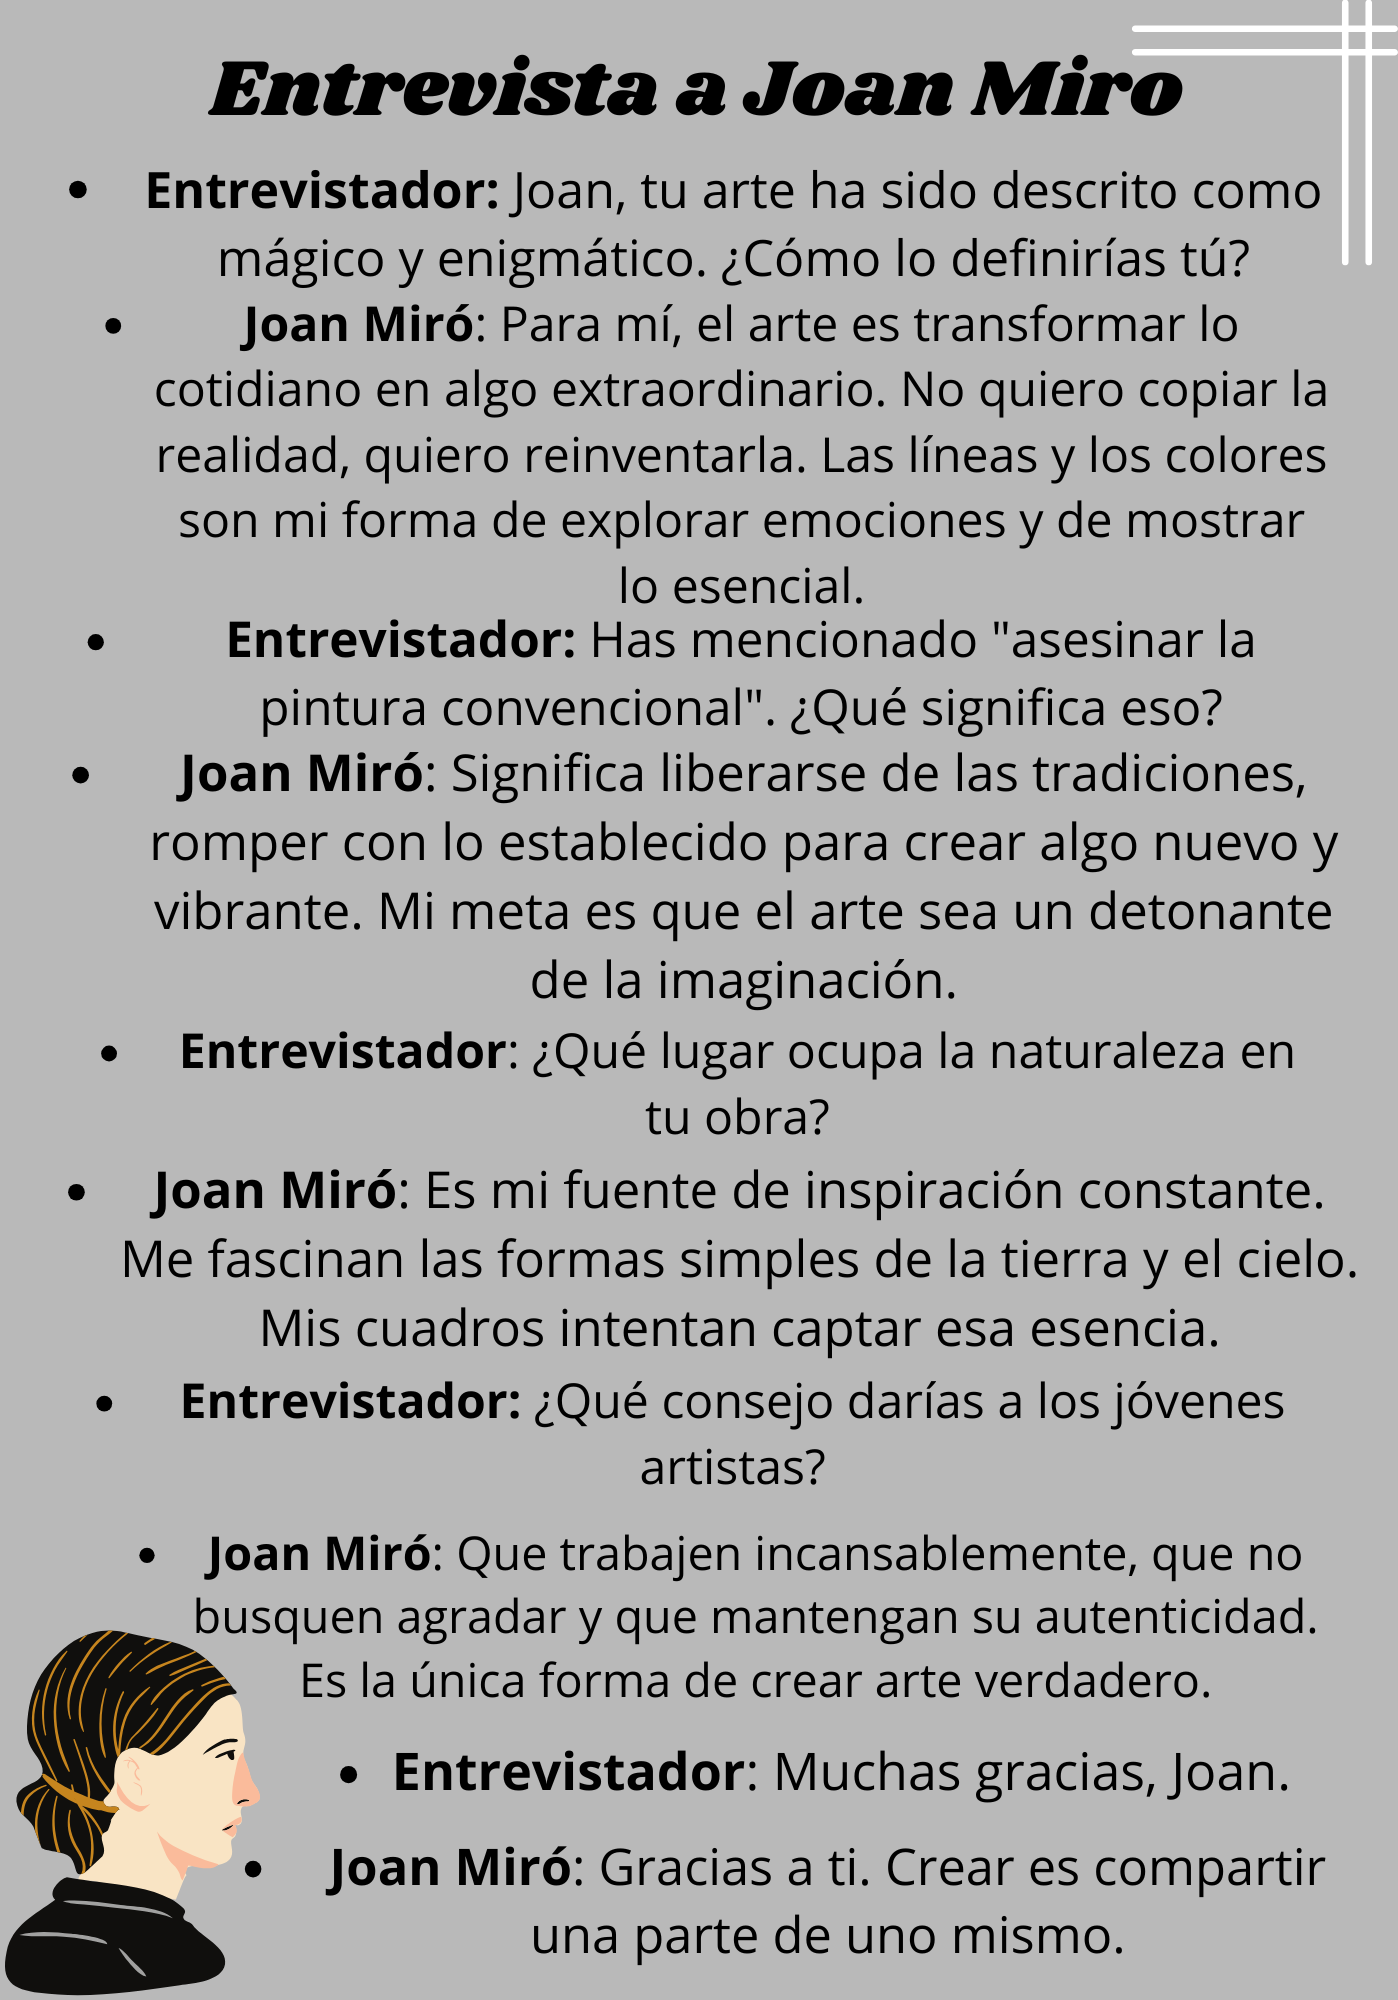 Entrevista a Joan Miro
• Entrevistador: Joan, tu arte ha sido descrito como
mágico y enigmático. ¿Cómo lo definirías tú?
• Joan Miró: Para mí, el arte es transformar lo
cotidiano en algo extraordinario. No quiero copiar la
realidad, quiero reinventarla. Las líneas y los colores
son mi forma de explorar emociones y de mostrar
lo esencial.
• Entrevistador: Has mencionado "asesinar la
pintura convencional". ¿Qué significa eso?
• Joan Miró: Significa liberarse de las tradiciones,
romper con lo establecido para crear algo nuevo y
vibrante. Mi meta es que el arte sea un detonante
de la imaginación.
• Entrevistador: ¿Qué lugar ocupa la naturaleza en
tu obra?
• Joan Miró: Es mi fuente de inspiración constante.
Me fascinan las formas simples de la tierra y el cielo.
Mis cuadros intentan captar esa esencia.
• Entrevistador: ¿Qué consejo darías a los jóvenes
artistas?
• Joan Miró: Que trabajen incansablemente, que no
busquen agradar y que mantengan su autenticidad.
Es la única forma de crear arte verdadero.
• Entrevistador: Muchas gracias, Joan.
• Joan Miró: Gracias a ti. Crear es compartir
una parte de uno mismo.